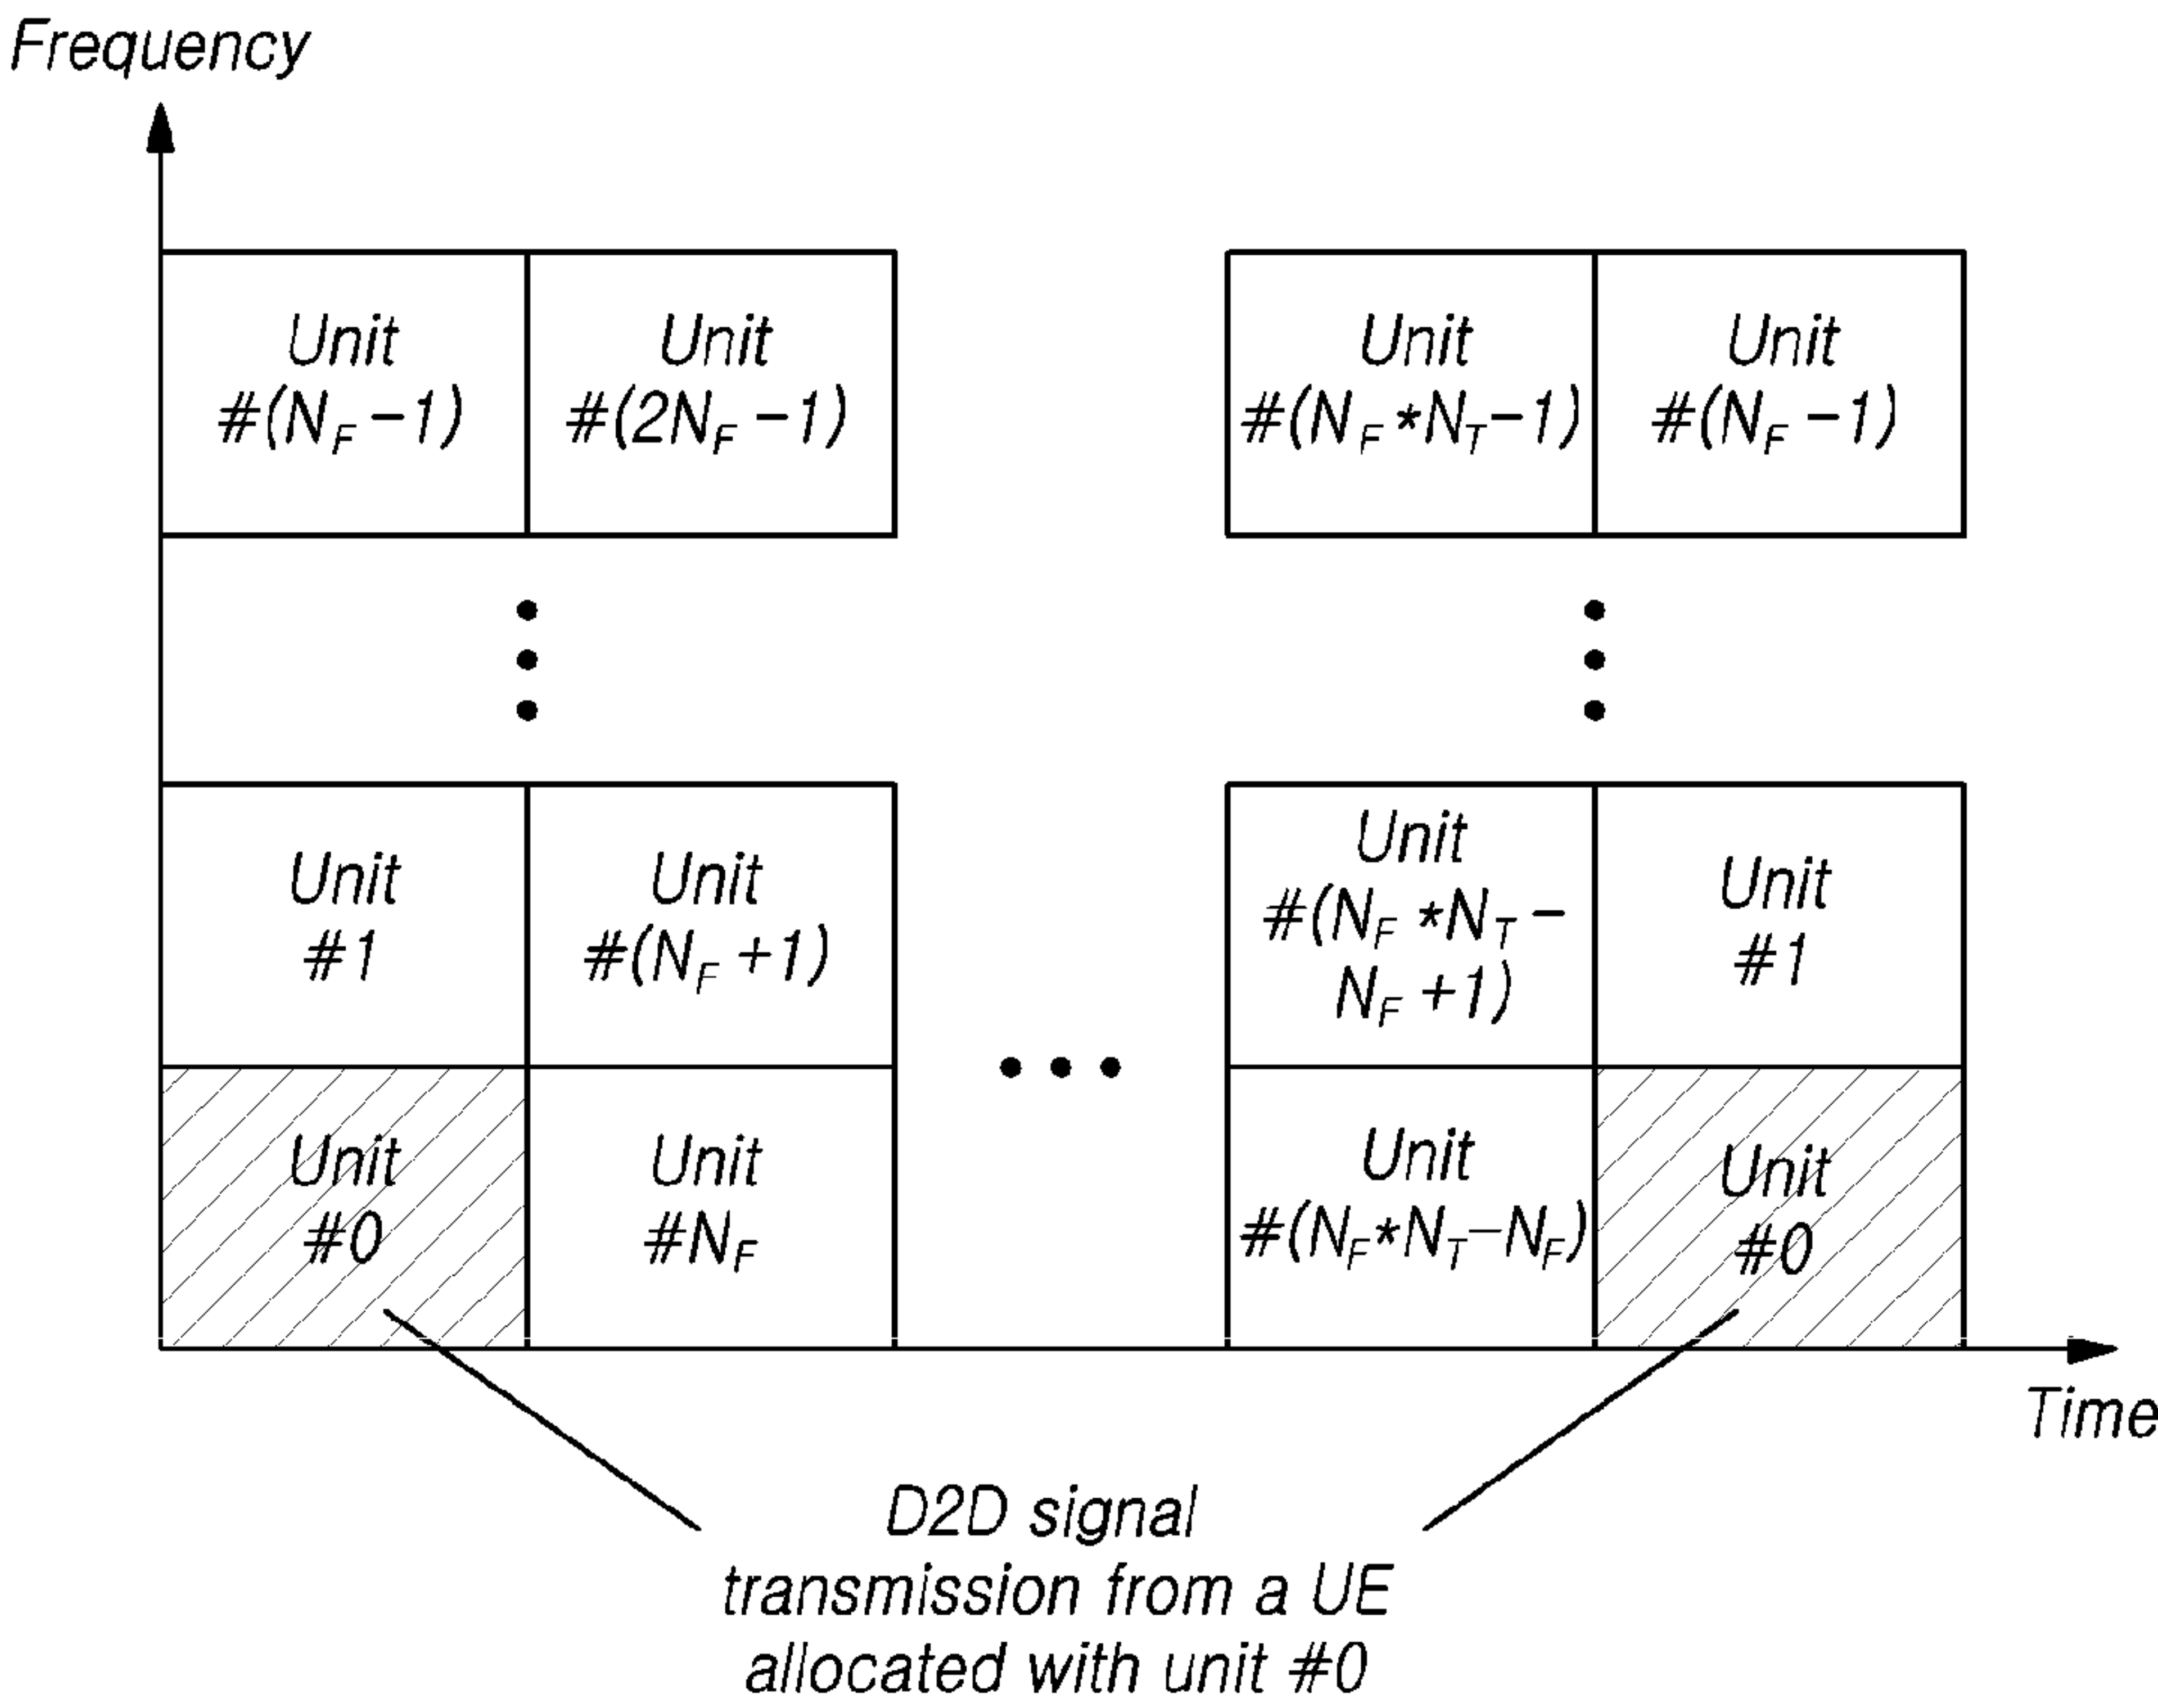 Frequency
Unit
#(N_F -1)
Unit
#(2N_F -1)
Unit
#(N_F *N_T-1)
Unit
#(N_F -1)
Unit
#1
Unit
#(N_F +1)
Unit
#(N_F *N_T -
N_F +1)
Unit
#1
Unit
#0
Unit
#N_F
Unit
#(N_F*N_T-N_F)
Unit
#0
Time
D2D signal
transmission from a UE
allocated with unit #0